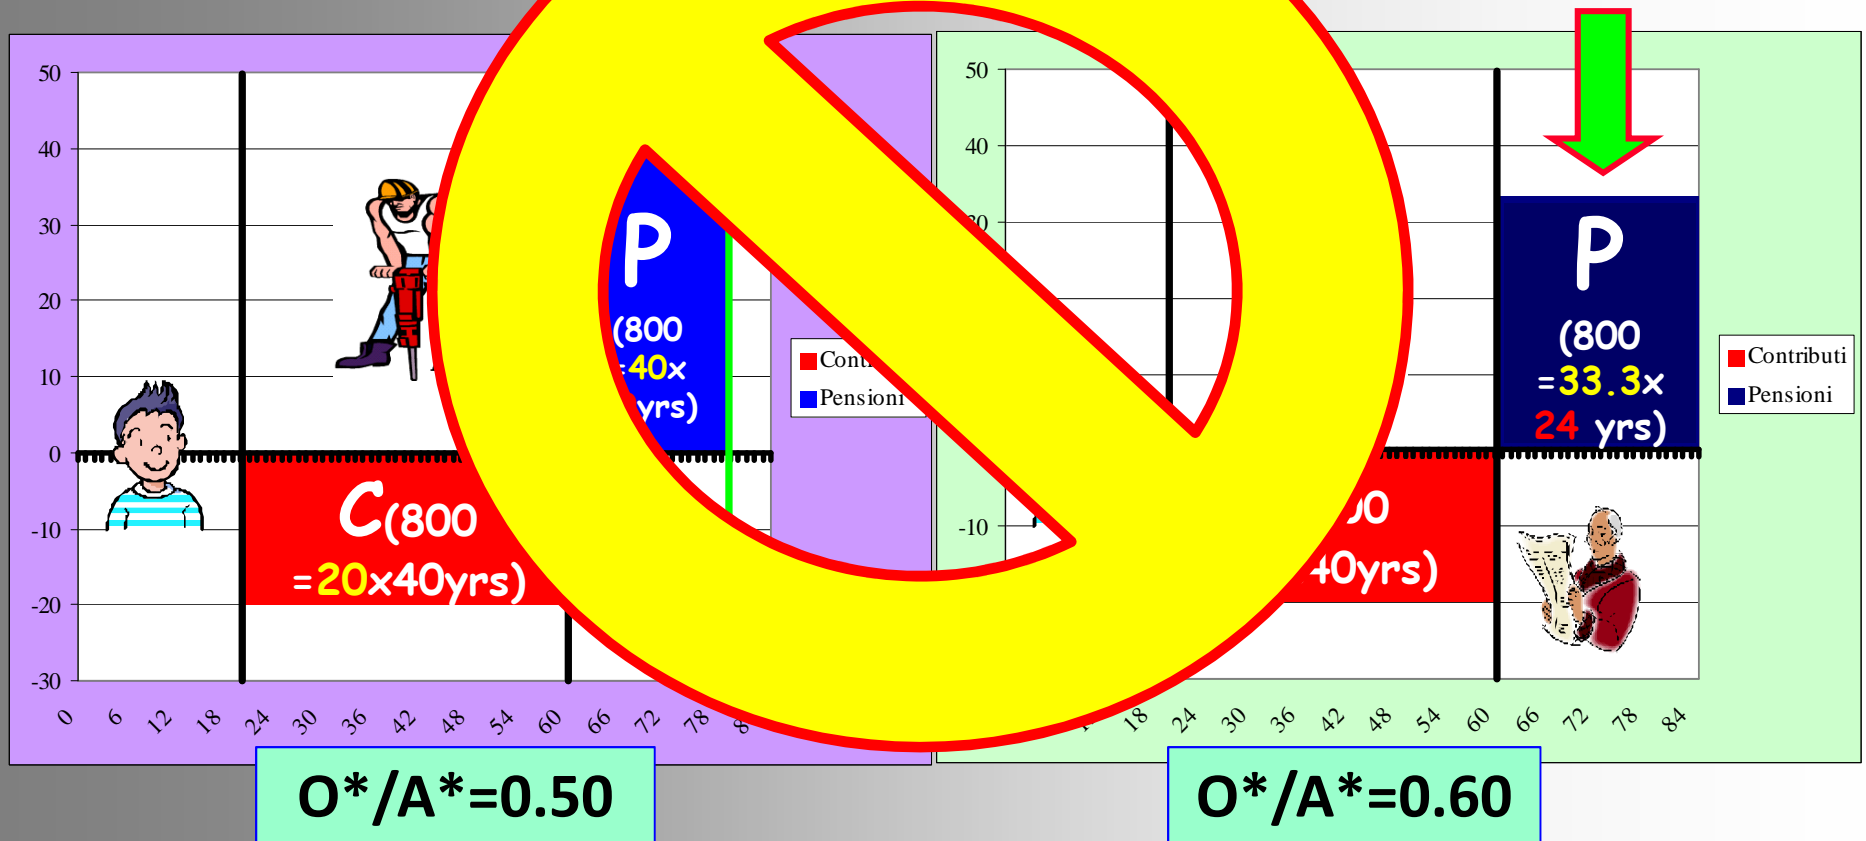 50
40
30
20
10
0
-10
-20
-30
0 6 12 18 24 30 36 42 48 54 60 66 72 78
C(800
=20x40yrs)
P
(800
=40x
yrs)
Pensioni
O*/A*=0.50
50
40
-10
18 24 30 36 42 48 54 60 66 72 78 84
40yrs)
P
(800
=33.3x
24 yrs)
Contributi
Pensioni
O*/A*=0.60